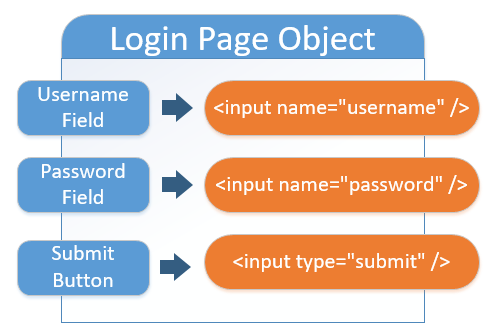 Login Page Object
Username
Field
<input name="username" />
Password
Field
<input name="password" />
Submit
Button
<input type="submit" />